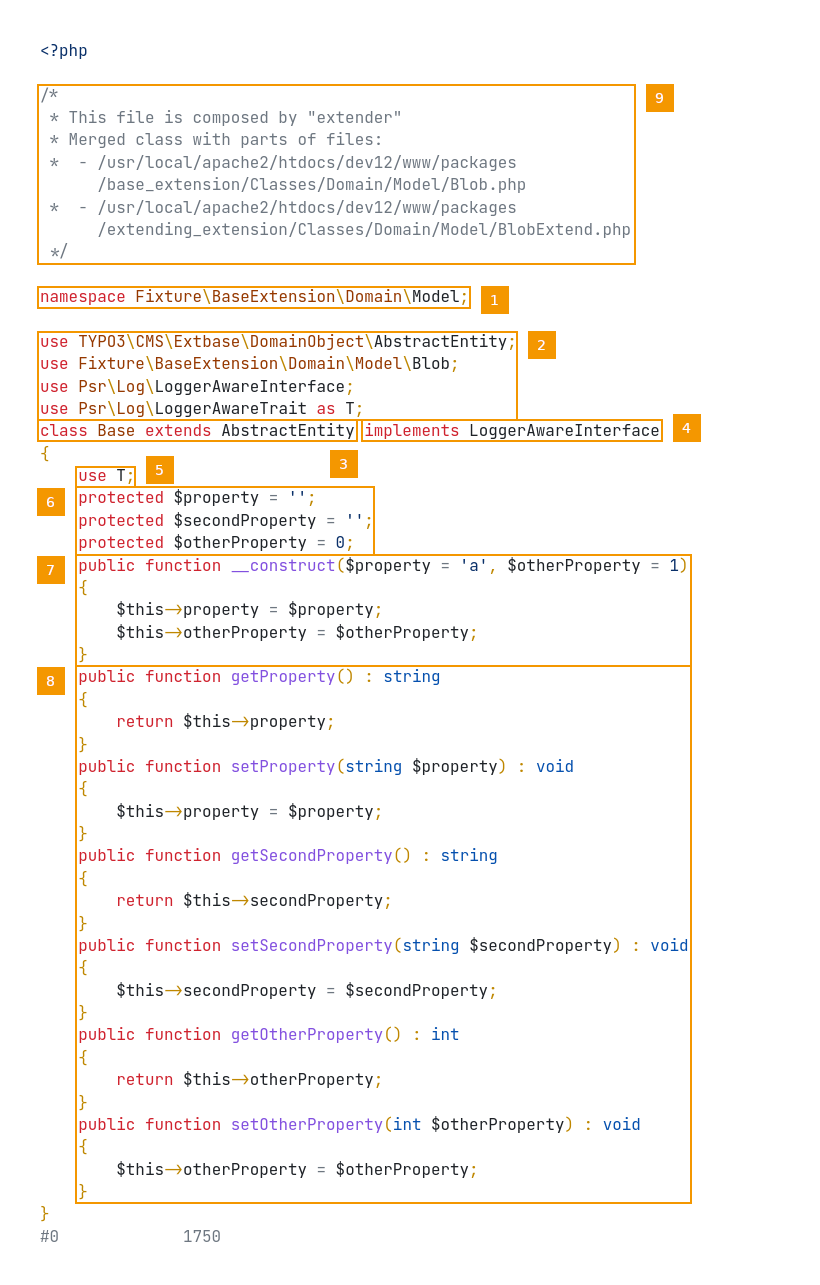 <?php
/*
 * This file is composed by "extender"
 * Merged class with parts of files:
 *  - /usr/local/apache2/htdocs/dev12/www/packages
      /base_extension/Classes/Domain/Model/Blob.php
 *  - /usr/local/apache2/htdocs/dev12/www/packages
      /extending_extension/Classes/Domain/Model/BlobExtend.php
 */
9
namespace Fixture\BaseExtension\Domain\Model;
1
use TYPO3\CMS\Extbase\DomainObject\AbstractEntity;
2
use Fixture\BaseExtension\Domain\Model\Blob;
use Psr\Log\LoggerAwareInterface;
use Psr\Log\LoggerAwareTrait as T;
class Base extends AbstractEntity implements LoggerAwareInterface
4
{
3
    use T;
5
6
    protected $property = '';
    protected $secondProperty = '';
    protected $otherProperty = 0;
7
    public function __construct($property = 'a', $otherProperty = 1)
    {
        $this->property = $property;
        $this->otherProperty = $otherProperty;
    }
8
    public function getProperty() : string
    {
        return $this->property;
    }
    public function setProperty(string $property) : void
    {
        $this->property = $property;
    }
    public function getSecondProperty() : string
    {
        return $this->secondProperty;
    }
    public function setSecondProperty(string $secondProperty) : void
    {
        $this->secondProperty = $secondProperty;
    }
    public function getOtherProperty() : int
    {
        return $this->otherProperty;
    }
    public function setOtherProperty(int $otherProperty) : void
    {
        $this->otherProperty = $otherProperty;
    }
}
#0             1750